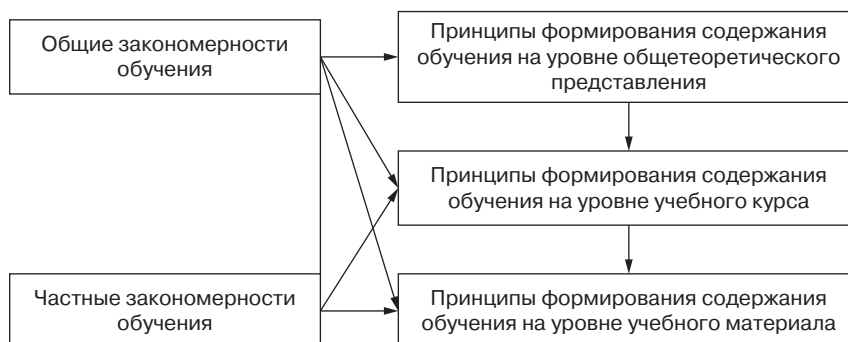 Общие закономерности
обучения
Принципы формирования содержания
обучения на уровне общетеоретического
представления
Принципы формирования содержания
обучения на уровне учебного курса
Частные закономерности
обучения
Принципы формирования содержания
обучения на уровне учебного материала